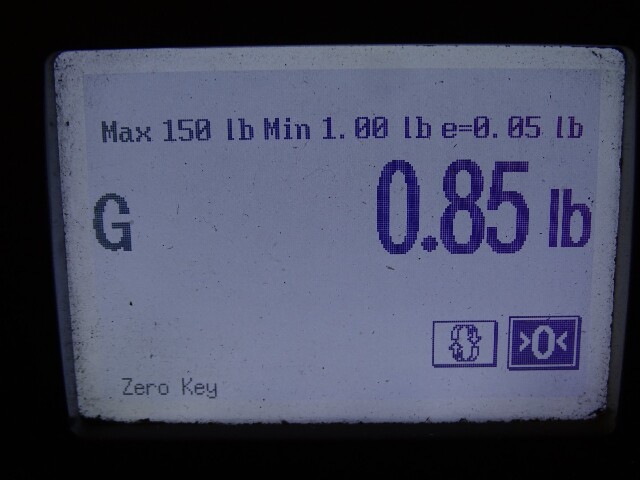 Max 150 lb Min 1.00 lb e=0.05 lb
G 0.85 lb
>0<
Zero Key